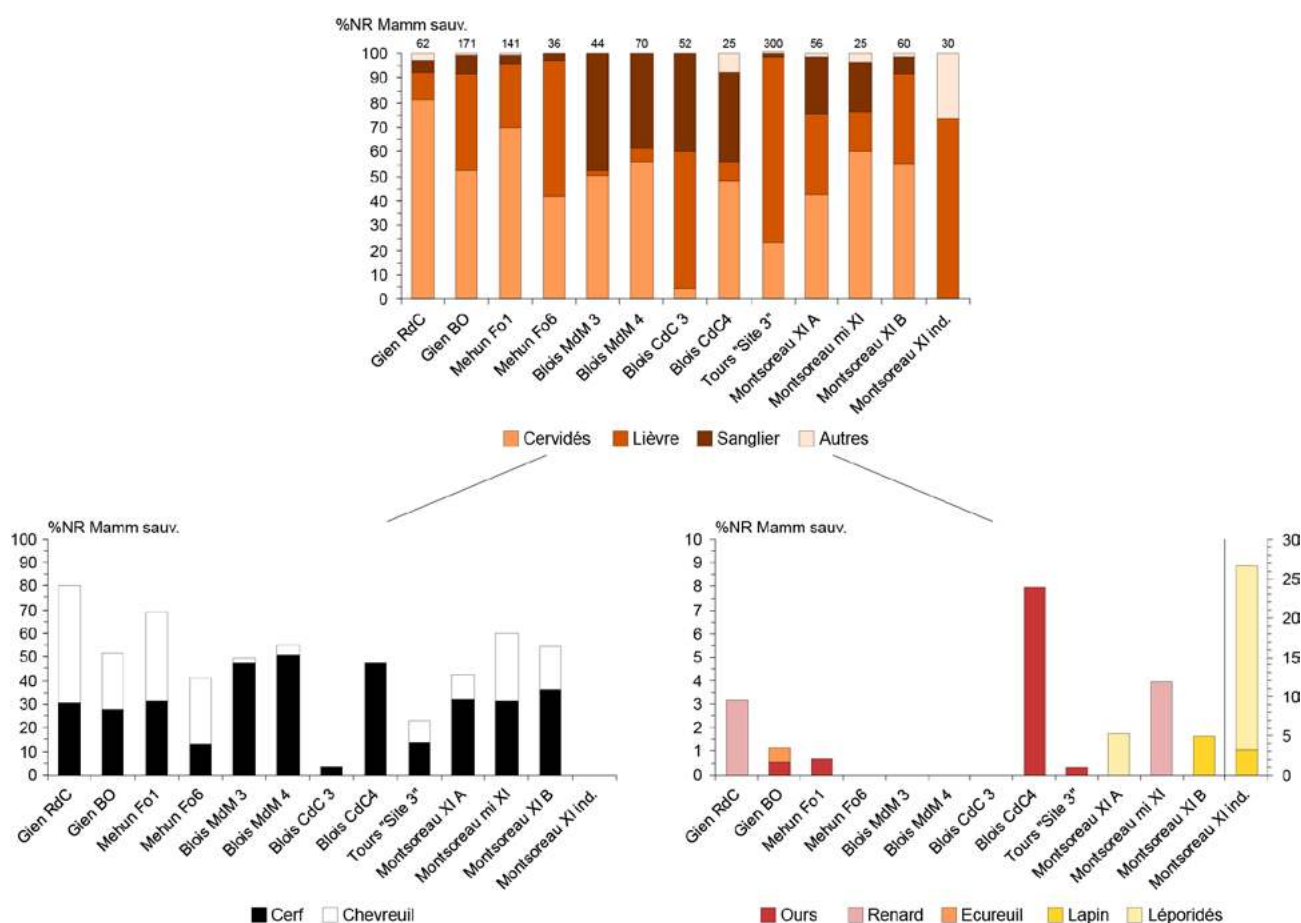 %NR Mamm sauv.
62 171 141 36 44 70 52 25 300 56 25 60 30
100
90
80
70
60
50
40
30
20
10
0
Gien RdC
Gien BO
Mehun Fo1
Mehun Fo6
Blois MdM 3
Blois MdM 4
Blois CdC 3
Blois CdC4
Tours "Site 3"
Montsoreau XI A
Montsoreau mi XI
Montsoreau XI B
Montsoreau XI ind.
Cervidés Lièvre Sanglier Autres
%NR Mamm sauv.
100
90
80
70
60
50
40
30
20
10
0
Gien RdC
Gien BO
Mehun Fo1
Mehun Fo6
Blois MdM 3
Blois MdM 4
Blois CdC 3
Blois CdC4
Tours "Site 3"
Montsoreau XI A
Montsoreau mi XI
Montsoreau XI B
Montsoreau XI ind.
Cerf Chevreuil
%NR Mamm sauv.
10
9
8
7
6
5
4
3
2
1
0
30
25
20
15
10
5
0
Gien RdC
Gien BO
Mehun Fo1
Mehun Fo6
Blois MdM 3
Blois MdM 4
Blois CdC 3
Blois CdC4
Tours "Site 3"
Montsoreau XI A
Montsoreau mi XI
Montsoreau XI B
Montsoreau XI ind.
Ours Renard Ecureuil Lapin Léporidés